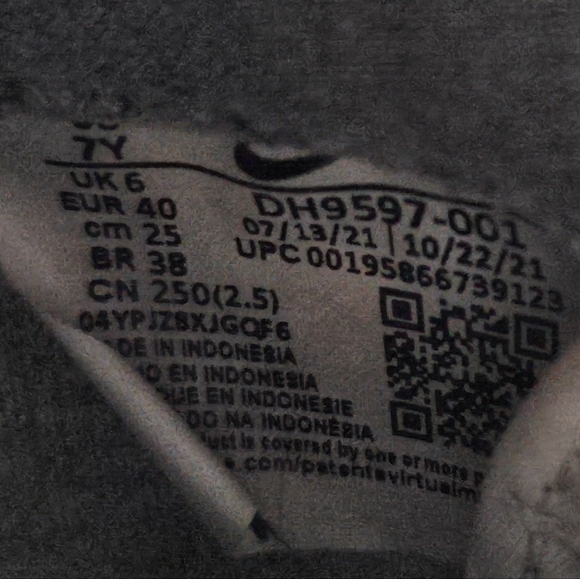 7Y
UK 6
EUR 40
cm 25
BR 38
CN 250(2.5)
04YPJZ8XJGQF6
DH9597-001
07/13/21 | 10/22/21
UPC 00195866739123
DE IN INDONESIA
EN INDONESIA
EN INDONESIE
DO NA INDONÉSIA
duct is covered by one or more p
.com/patentsvirtualm